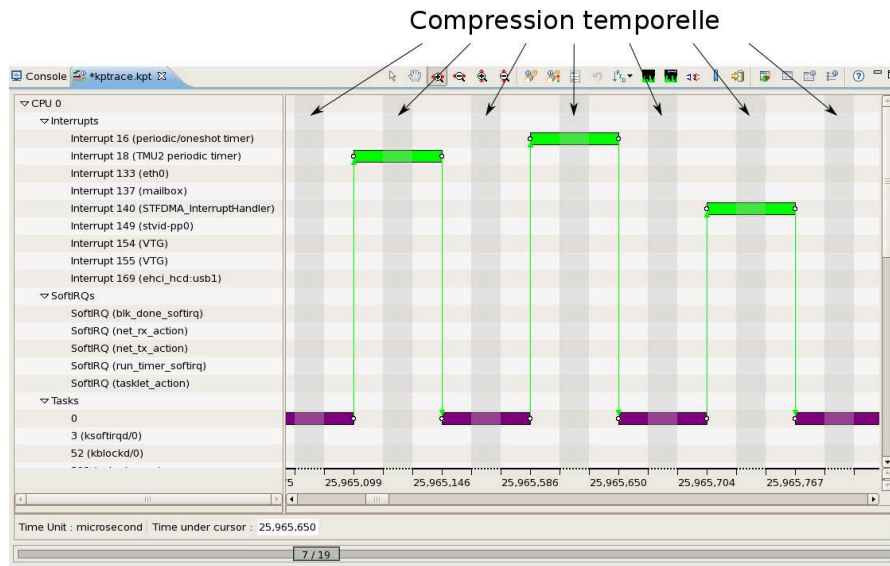 Compression temporelle
Console *kptrace.kpt
CPU 0
Interrupts
Interrupt 16 (periodic/oneshot timer)
Interrupt 18 (TMU2 periodic timer)
Interrupt 133 (eth0)
Interrupt 137 (mailbox)
Interrupt 140 (STFDMA_InterruptHandler)
Interrupt 149 (stvid-pp0)
Interrupt 154 (VTG)
Interrupt 155 (VTG)
Interrupt 169 (ehci_hcd:usb1)
SoftIRQs
SoftIRQ (blk_done_softirq)
SoftIRQ (net_rx_action)
SoftIRQ (net_tx_action)
SoftIRQ (run_timer_softirq)
SoftIRQ (tasklet_action)
Tasks
0
3 (ksoftirqd/0)
52 (kblockd/0)
25,965,099 25,965,146 25,965,586 25,965,650 25,965,704 25,965,767
Time Unit : microsecond Time under cursor : 25,965,650
7 / 19